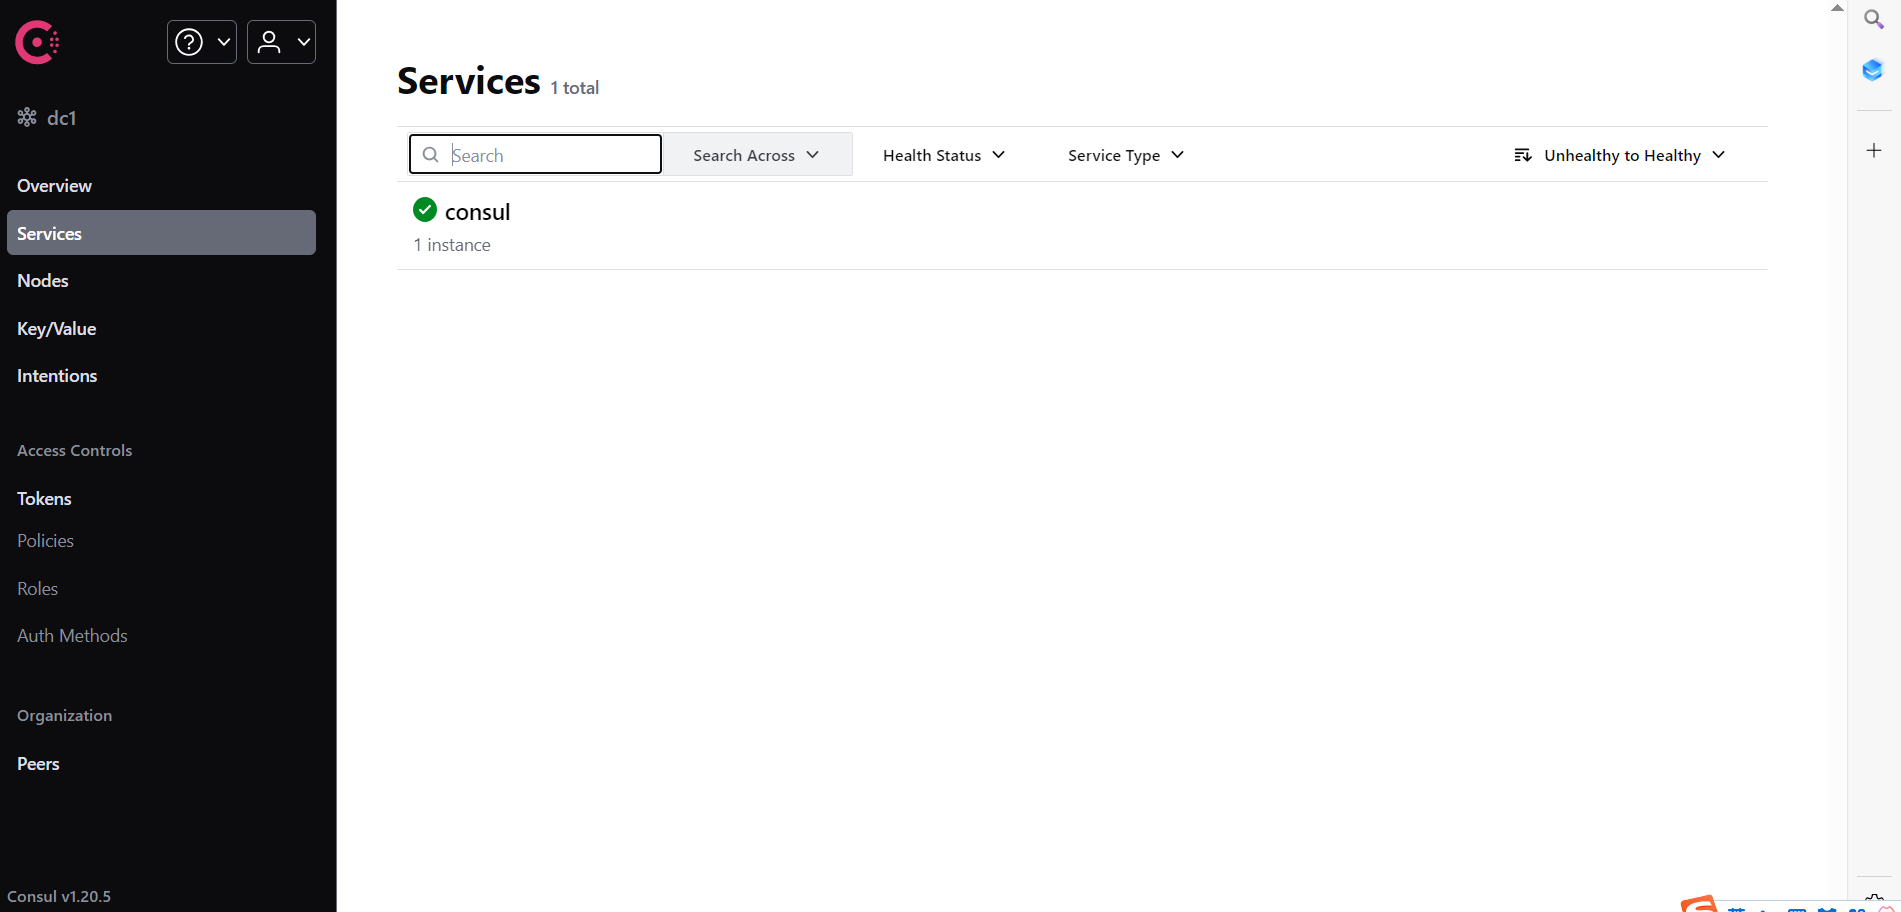 dc1
Overview
Services
Nodes
Key/Value
Intentions
Access Controls
Tokens
Policies
Roles
Auth Methods
Organization
Peers
Consul v1.20.5
Services 1 total
Search Search Across Health Status Service Type Unhealthy to Healthy
consul
1 instance